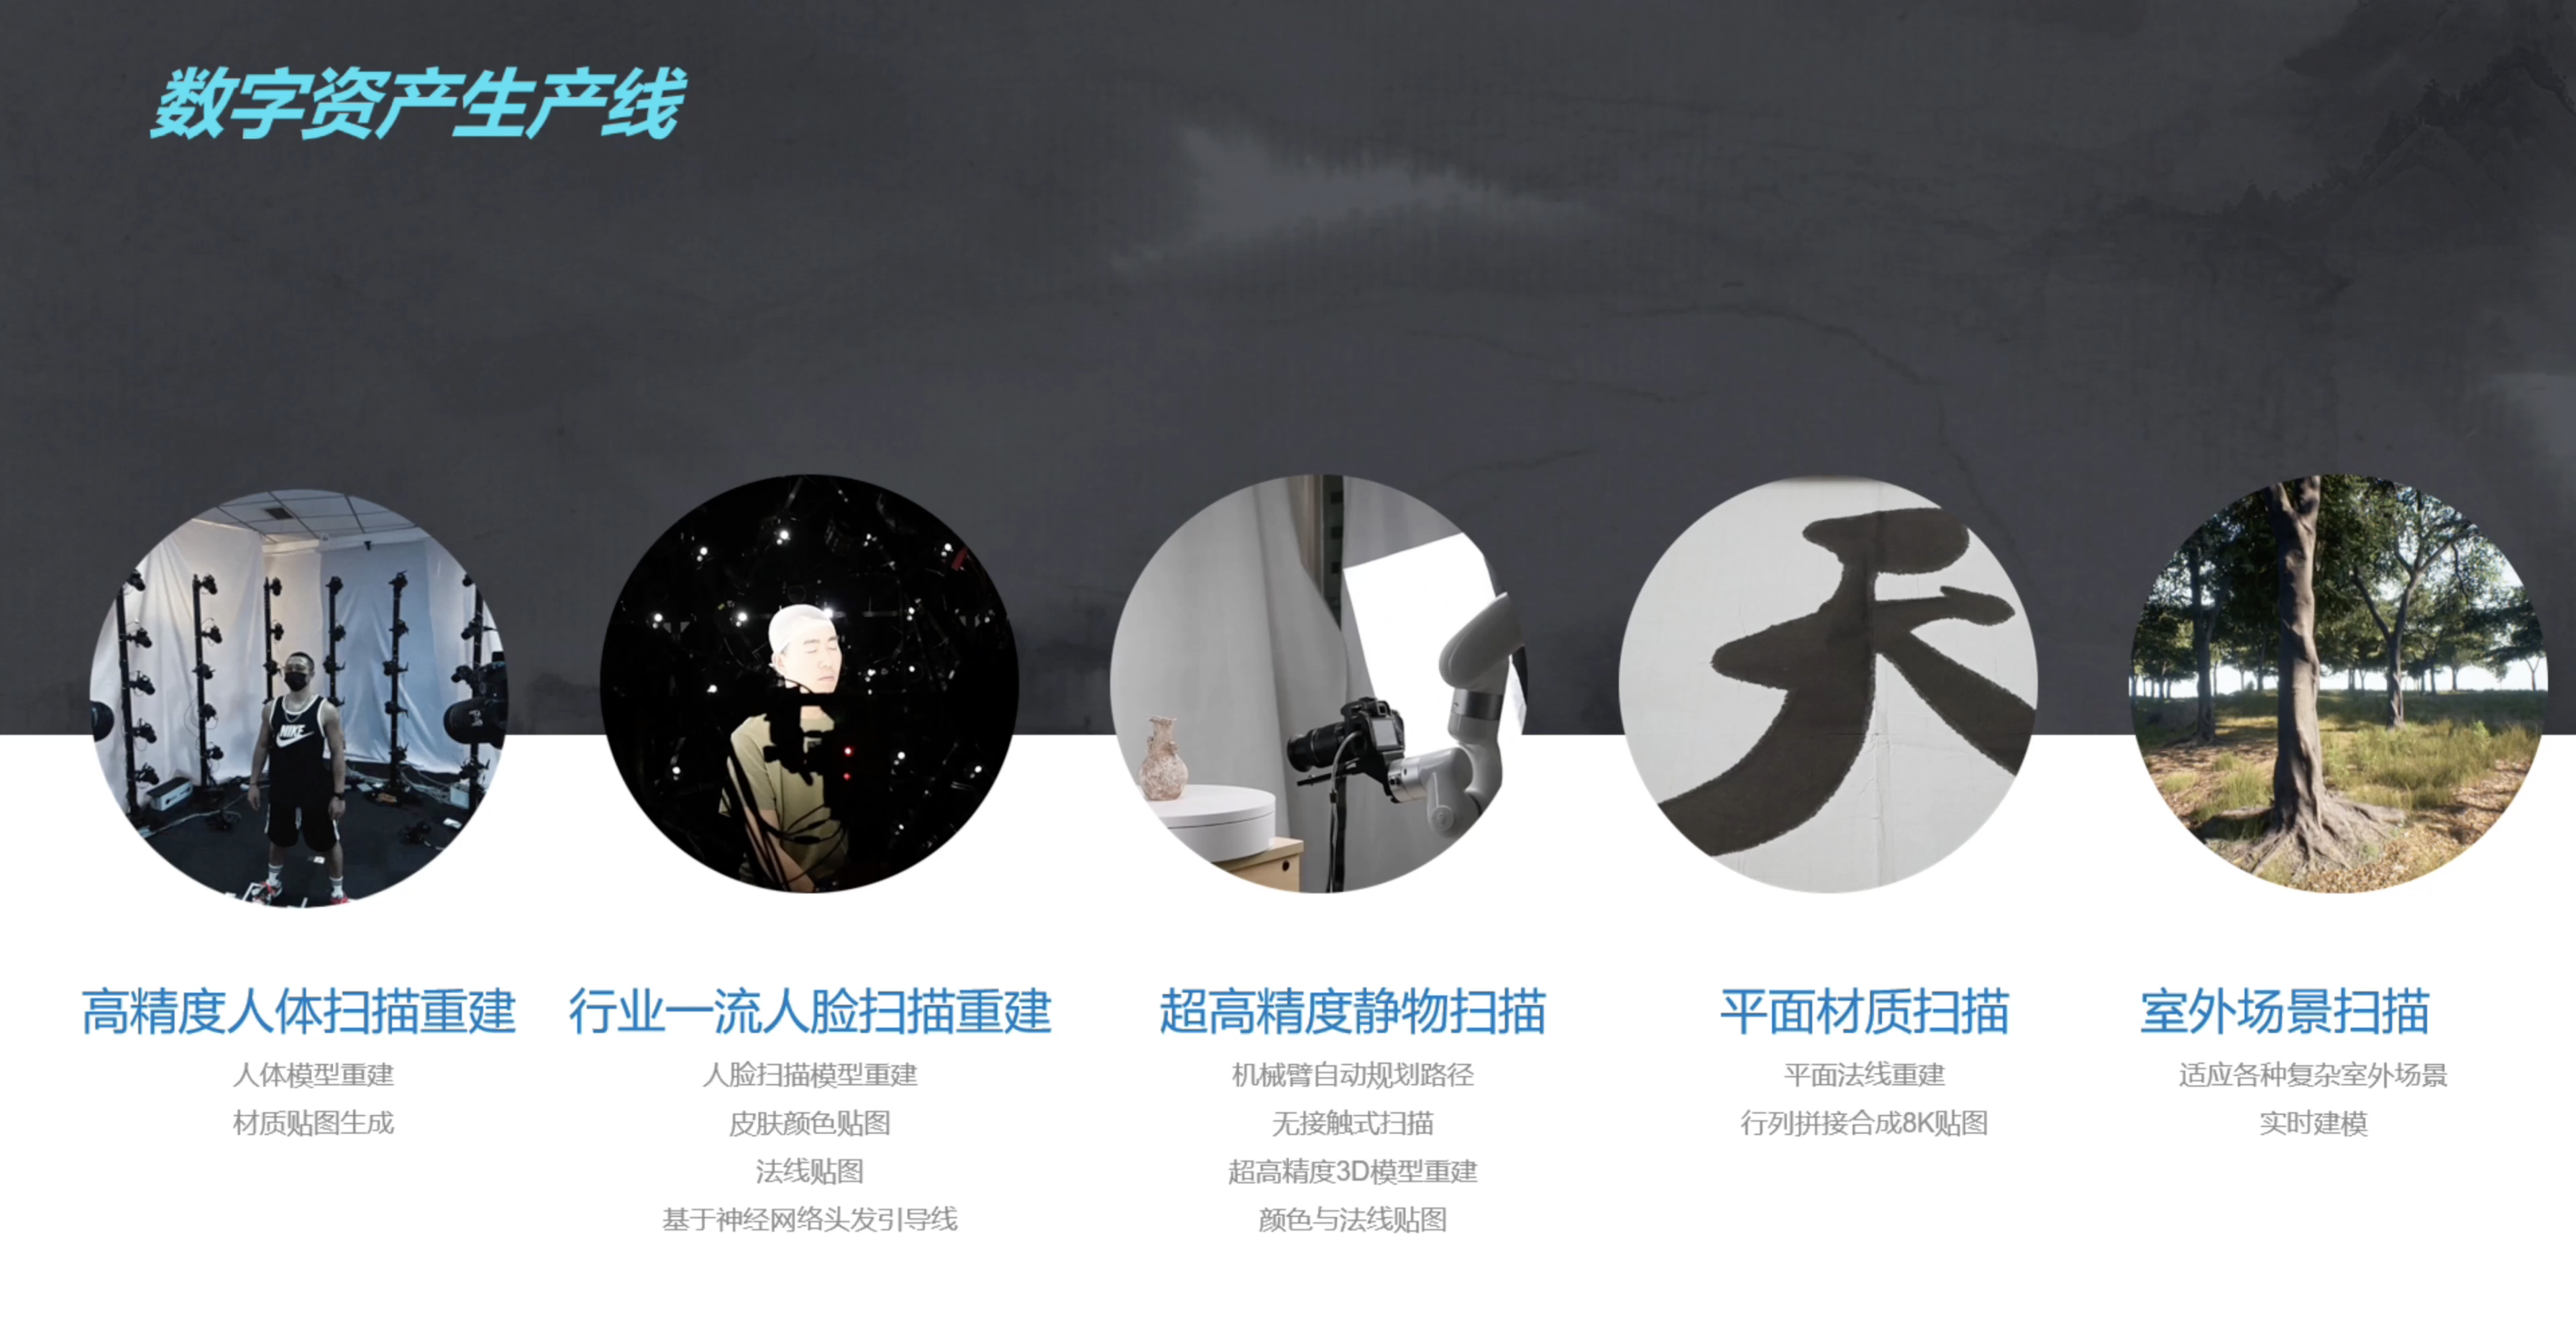 数字资产生产线
NIKE
天
高精度人体扫描重建
人体模型重建
材质贴图生成
行业一流人脸扫描重建
人脸扫描模型重建
皮肤颜色贴图
法线贴图
基于神经网络头发引导线
超高精度静物扫描
机械臂自动规划路径
无接触式扫描
超高精度3D模型重建
颜色与法线贴图
平面材质扫描
平面法线重建
行列拼接合成8K贴图
室外场景扫描
适应各种复杂室外场景
实时建模